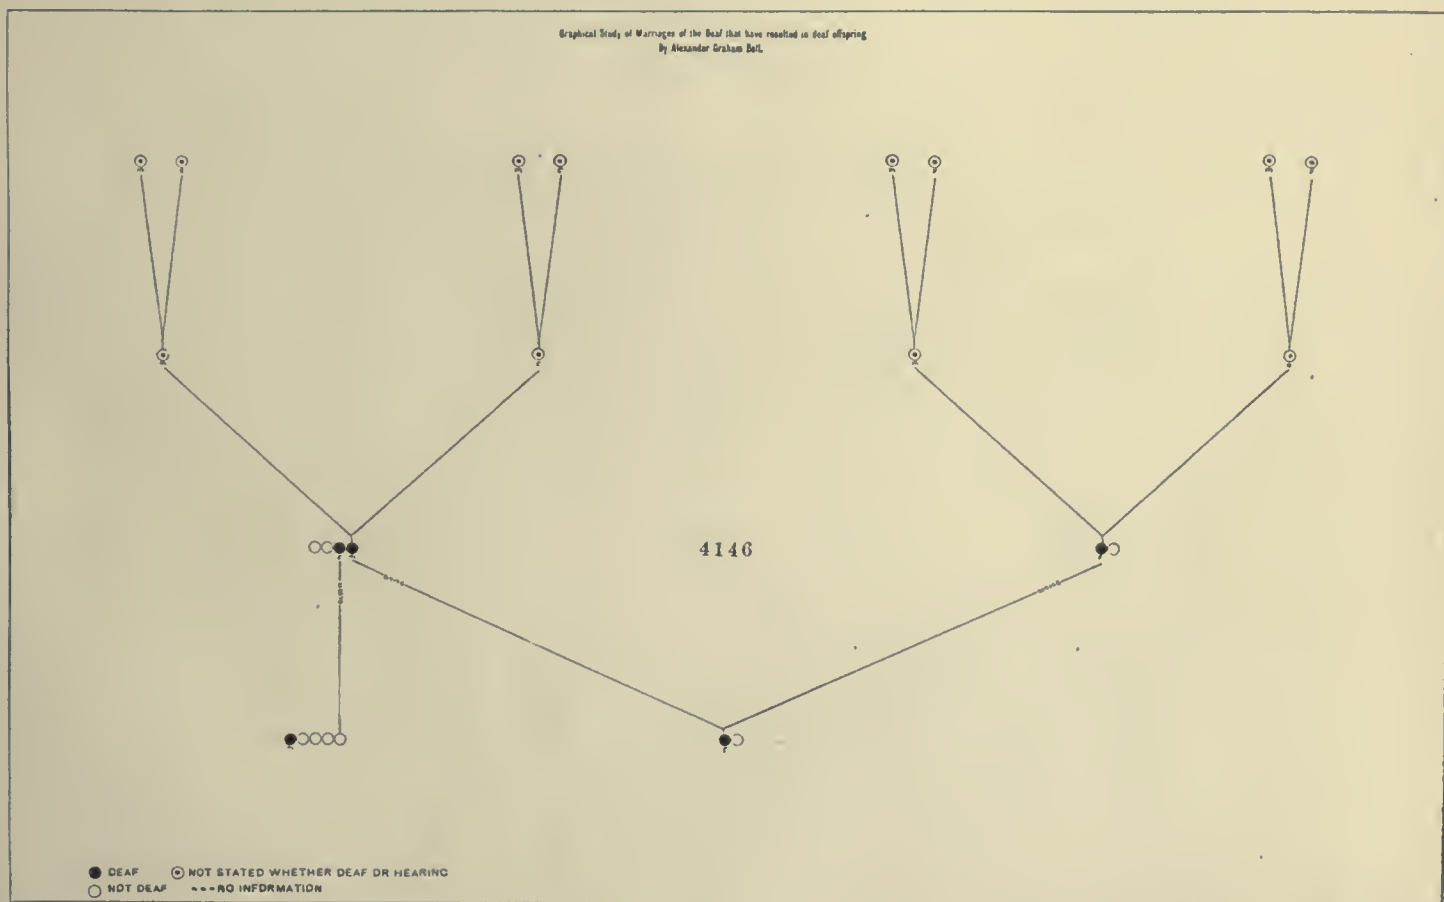 Graphical Study of Marriages of the Deaf that have resulted in deaf offspring
By Alexander Graham Bell.
4146
DEAF NOT STATED WHETHER DEAF OR HEARING
NOT DEAF NO INFORMATION